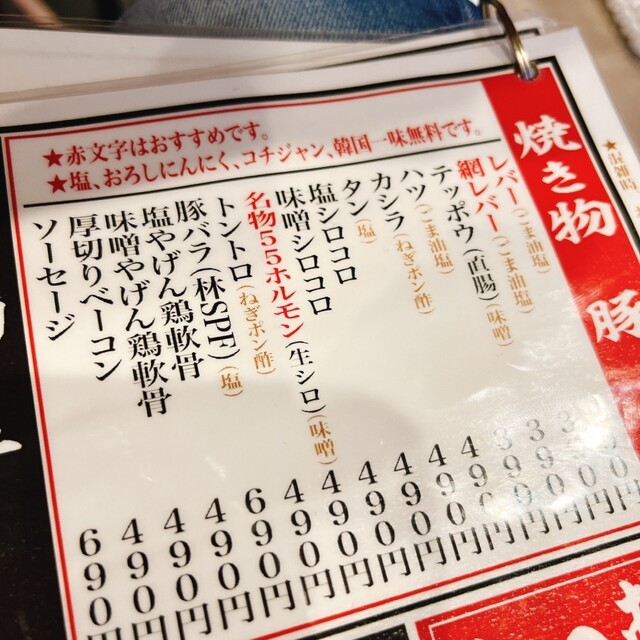 焼き物 豚
レバー(ごま油塩)
網レバー(ごま油塩) 390円
テッポウ(直腸)(味噌) 390円
ハツ(ごま油塩) 390円
カシラ(ねぎポン酢) 490円
タン(塩) 490円
塩シロコロ 490円
味噌シロコロ 490円
名物55ホルモン(生シロ)(味噌) 490円
トントロ(ねぎポン酢) 490円
豚バラ(林SPF)(塩) 690円
塩やげん鶏軟骨 490円
味噌やげん鶏軟骨 490円
厚切りベーコン 490円
ソーセージ 690円
★赤文字はおすすめです。
★塩、おろしにんにく、コチジャン、韓国一味無料です。